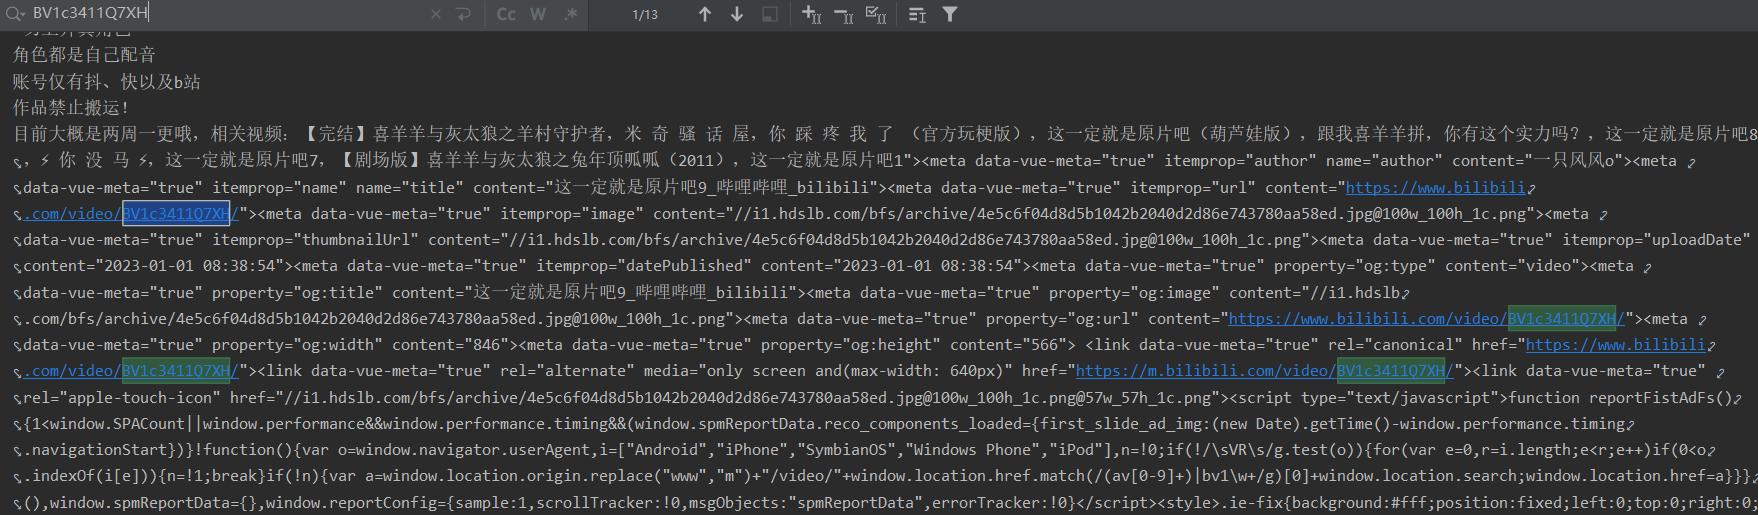 BV1c3411Q7XH
Cc W .* 1/13
角色都是自己配音
账号仅有抖、快以及b站
作品禁止搬运！
目前大概是两周一更哦，相关视频：【完结】喜羊羊与灰太狼之羊村守护者，米 奇 骚 话 屋，你 踩 疼 我 了 （官方玩梗版），这一定就是原片吧（葫芦娃版），跟我喜羊羊拼，你有这个实力吗？，这一定就是原片吧8
，⚡ 你 没 马 ⚡，这一定就是原片吧7，【剧场版】喜羊羊与灰太狼之兔年顶呱呱（2011），这一定就是原片吧1"><meta data-vue-meta="true" itemprop="author" name="author" content="一只风风o"><meta
data-vue-meta="true" itemprop="name" name="title" content="这一定就是原片吧9_哔哩哔哩_bilibili"><meta data-vue-meta="true" itemprop="url" content="https://www.bilibili
.com/video/BV1c3411Q7XH/"><meta data-vue-meta="true" itemprop="image" content="//i1.hdslb.com/bfs/archive/4e5c6f04d8d5b1042b2040d2d86e743780aa58ed.jpg@100w_100h_1c.png"><meta
data-vue-meta="true" itemprop="thumbnailUrl" content="//i1.hdslb.com/bfs/archive/4e5c6f04d8d5b1042b2040d2d86e743780aa58ed.jpg@100w_100h_1c.png"><meta data-vue-meta="true" itemprop="uploadDate"
content="2023-01-01 08:38:54"><meta data-vue-meta="true" itemprop="datePublished" content="2023-01-01 08:38:54"><meta data-vue-meta="true" property="og:type" content="video"><meta
data-vue-meta="true" property="og:title" content="这一定就是原片吧9_哔哩哔哩_bilibili"><meta data-vue-meta="true" property="og:image" content="//i1.hdslb
.com/bfs/archive/4e5c6f04d8d5b1042b2040d2d86e743780aa58ed.jpg@100w_100h_1c.png"><meta data-vue-meta="true" property="og:url" content="https://www.bilibili.com/video/BV1c3411Q7XH/"><meta
data-vue-meta="true" property="og:width" content="846"><meta data-vue-meta="true" property="og:height" content="566"> <link data-vue-meta="true" rel="canonical" href="https://www.bilibili
.com/video/BV1c3411Q7XH/"><link data-vue-meta="true" rel="alternate" media="only screen and(max-width: 640px)" href="https://m.bilibili.com/video/BV1c3411Q7XH/"><link data-vue-meta="true"
rel="apple-touch-icon" href="//i1.hdslb.com/bfs/archive/4e5c6f04d8d5b1042b2040d2d86e743780aa58ed.jpg@100w_100h_1c.png@57w_57h_1c.png"><script type="text/javascript">function reportFistAdFs()
{1<window.SPACount||window.performance&&window.performance.timing&&(window.spmReportData.reco_components_loaded={first_slide_ad_img:(new Date).getTime()-window.performance.timing
.navigationStart})}!function(){var o=window.navigator.userAgent,i=["Android","iPhone","SymbianOS","Windows Phone","iPod"],n=!0;if(!/\sVR\s/g.test(o)){for(var e=0,r=i.length;e<r;e++)if(0<o
.indexOf(i[e])){n=!1;break}if(!n){var a=window.location.origin.replace("www","m")+"/video/"+window.location.href.match(/(av[0-9]+)|bv1\w+/g)[0]+window.location.search;window.location.href=a}}}
(),window.spmReportData={},window.reportConfig={sample:1,scrollTracker:!0,msgObjects:"spmReportData",errorTracker:!0}</script><style>.ie-fix{background:#fff;position:fixed;left:0;top:0;right:0;